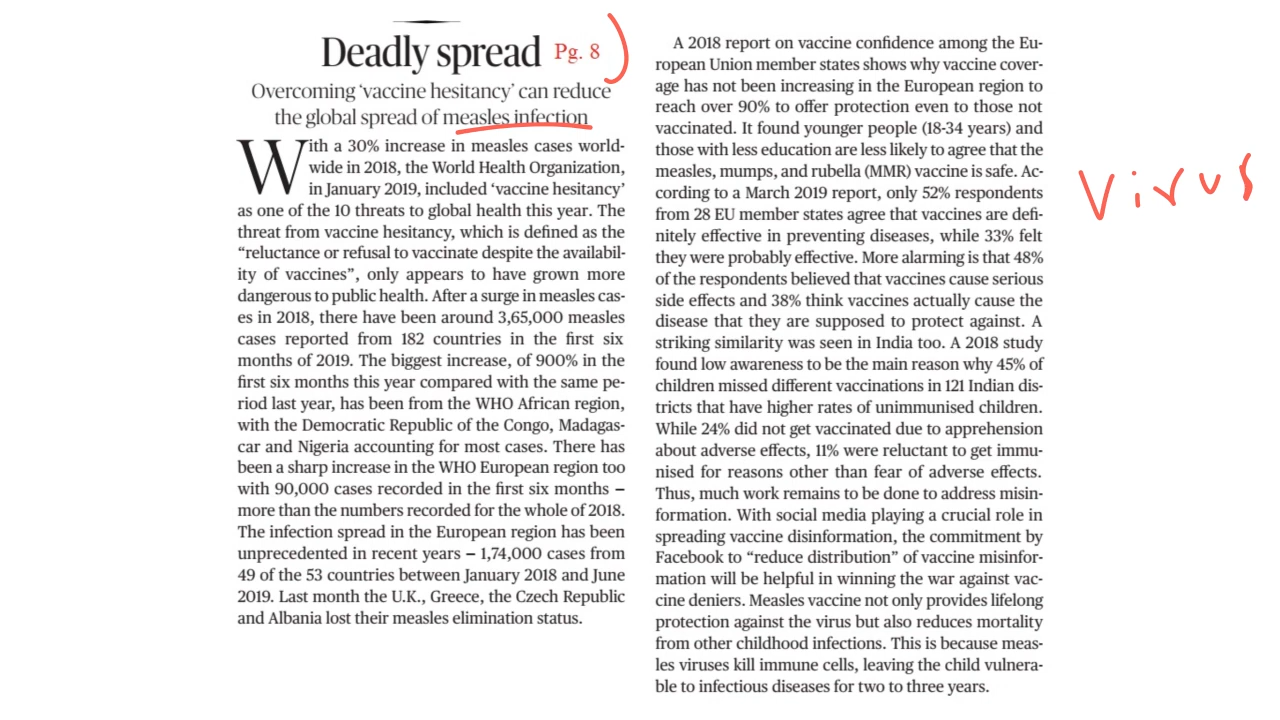 Deadly spread Pg. 8
Overcoming ‘vaccine hesitancy’ can reduce
the global spread of measles infection
With a 30% increase in measles cases world-
wide in 2018, the World Health Organization,
in January 2019, included ‘vaccine hesitancy’
as one of the 10 threats to global health this year. The
threat from vaccine hesitancy, which is defined as the
“reluctance or refusal to vaccinate despite the availabil-
ity of vaccines”, only appears to have grown more
dangerous to public health. After a surge in measles cas-
es in 2018, there have been around 3,65,000 measles
cases reported from 182 countries in the first six
months of 2019. The biggest increase, of 900% in the
first six months this year compared with the same pe-
riod last year, has been from the WHO African region,
with the Democratic Republic of the Congo, Madagas-
car and Nigeria accounting for most cases. There has
been a sharp increase in the WHO European region too
with 90,000 cases recorded in the first six months –
more than the numbers recorded for the whole of 2018.
The infection spread in the European region has been
unprecedented in recent years – 1,74,000 cases from
49 of the 53 countries between January 2018 and June
2019. Last month the U.K., Greece, the Czech Republic
and Albania lost their measles elimination status.
A 2018 report on vaccine confidence among the Eu-
ropean Union member states shows why vaccine cover-
age has not been increasing in the European region to
reach over 90% to offer protection even to those not
vaccinated. It found younger people (18-34 years) and
those with less education are less likely to agree that the
measles, mumps, and rubella (MMR) vaccine is safe. Ac-
cording to a March 2019 report, only 52% respondents
from 28 EU member states agree that vaccines are defi-
nitely effective in preventing diseases, while 33% felt
they were probably effective. More alarming is that 48%
of the respondents believed that vaccines cause serious
side effects and 38% think vaccines actually cause the
disease that they are supposed to protect against. A
striking similarity was seen in India too. A 2018 study
found low awareness to be the main reason why 45% of
children missed different vaccinations in 121 Indian dis-
tricts that have higher rates of unimmunised children.
While 24% did not get vaccinated due to apprehension
about adverse effects, 11% were reluctant to get immu-
nised for reasons other than fear of adverse effects.
Thus, much work remains to be done to address misin-
formation. With social media playing a crucial role in
spreading vaccine disinformation, the commitment by
Facebook to “reduce distribution” of vaccine misinfor-
mation will be helpful in winning the war against vac-
cine deniers. Measles vaccine not only provides lifelong
protection against the virus but also reduces mortality
from other childhood infections. This is because meas-
les viruses kill immune cells, leaving the child vulnera-
ble to infectious diseases for two to three years.
Virus